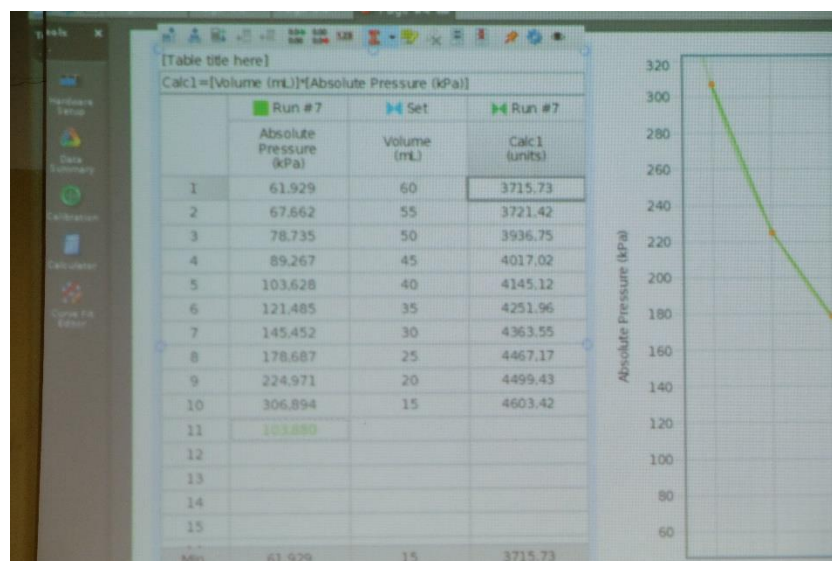 Tools ×
Hardware Setup
Data Summary
Calibration
Calculator
Curve Fit Editor
[Table title here]
Calc1=[Volume (mL)]*[Absolute Pressure (kPa)]
Run #7 Set Run #7
Absolute Pressure (kPa) Volume (mL) Calc1 (units)
1 61,929 60 3715,73
2 67,662 55 3721,42
3 78,735 50 3936,75
4 89,267 45 4017,02
5 103,628 40 4145,12
6 121,485 35 4251,96
7 145,452 30 4363,55
8 178,687 25 4467,17
9 224,971 20 4499,43
10 306,894 15 4603,42
11 103,880
12
13
14
15
Min 61,929 15 3715,73
Absolute Pressure (kPa)
320
300
280
260
240
220
200
180
160
140
120
100
80
60